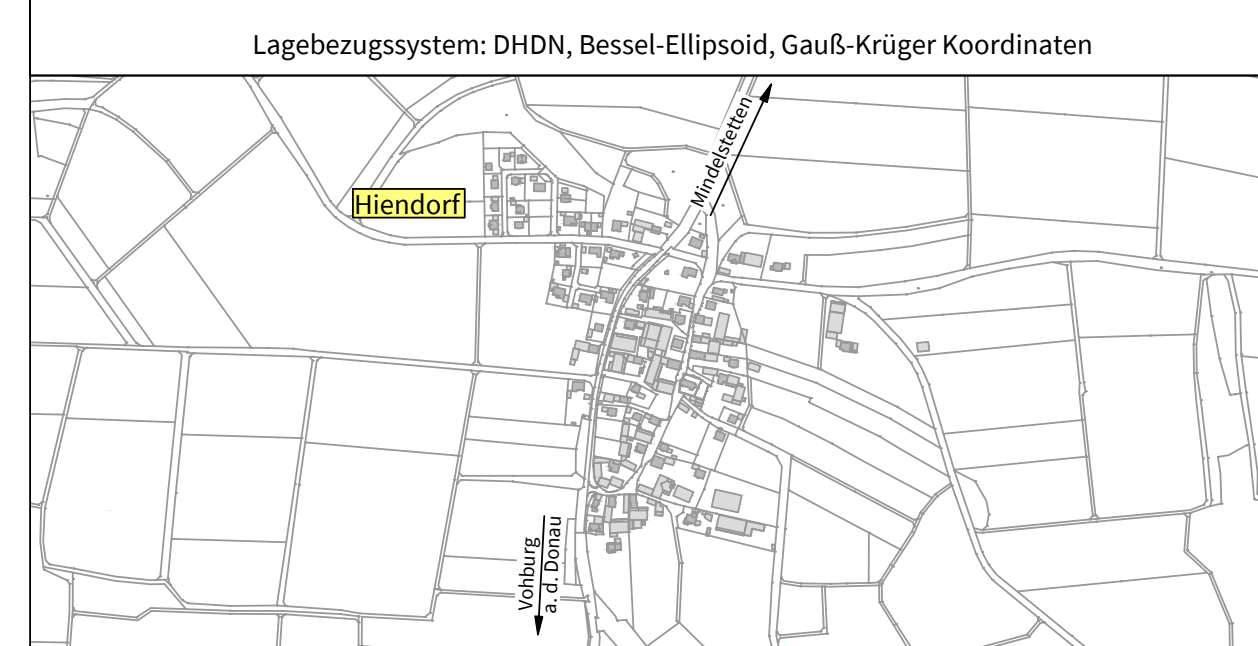 Lagebezugssystem: DHDN, Bessel-Ellipsoid, Gauß-Krüger Koordinaten
Mindelstetten
Hiendorf
Vohburg
a. d. Donau